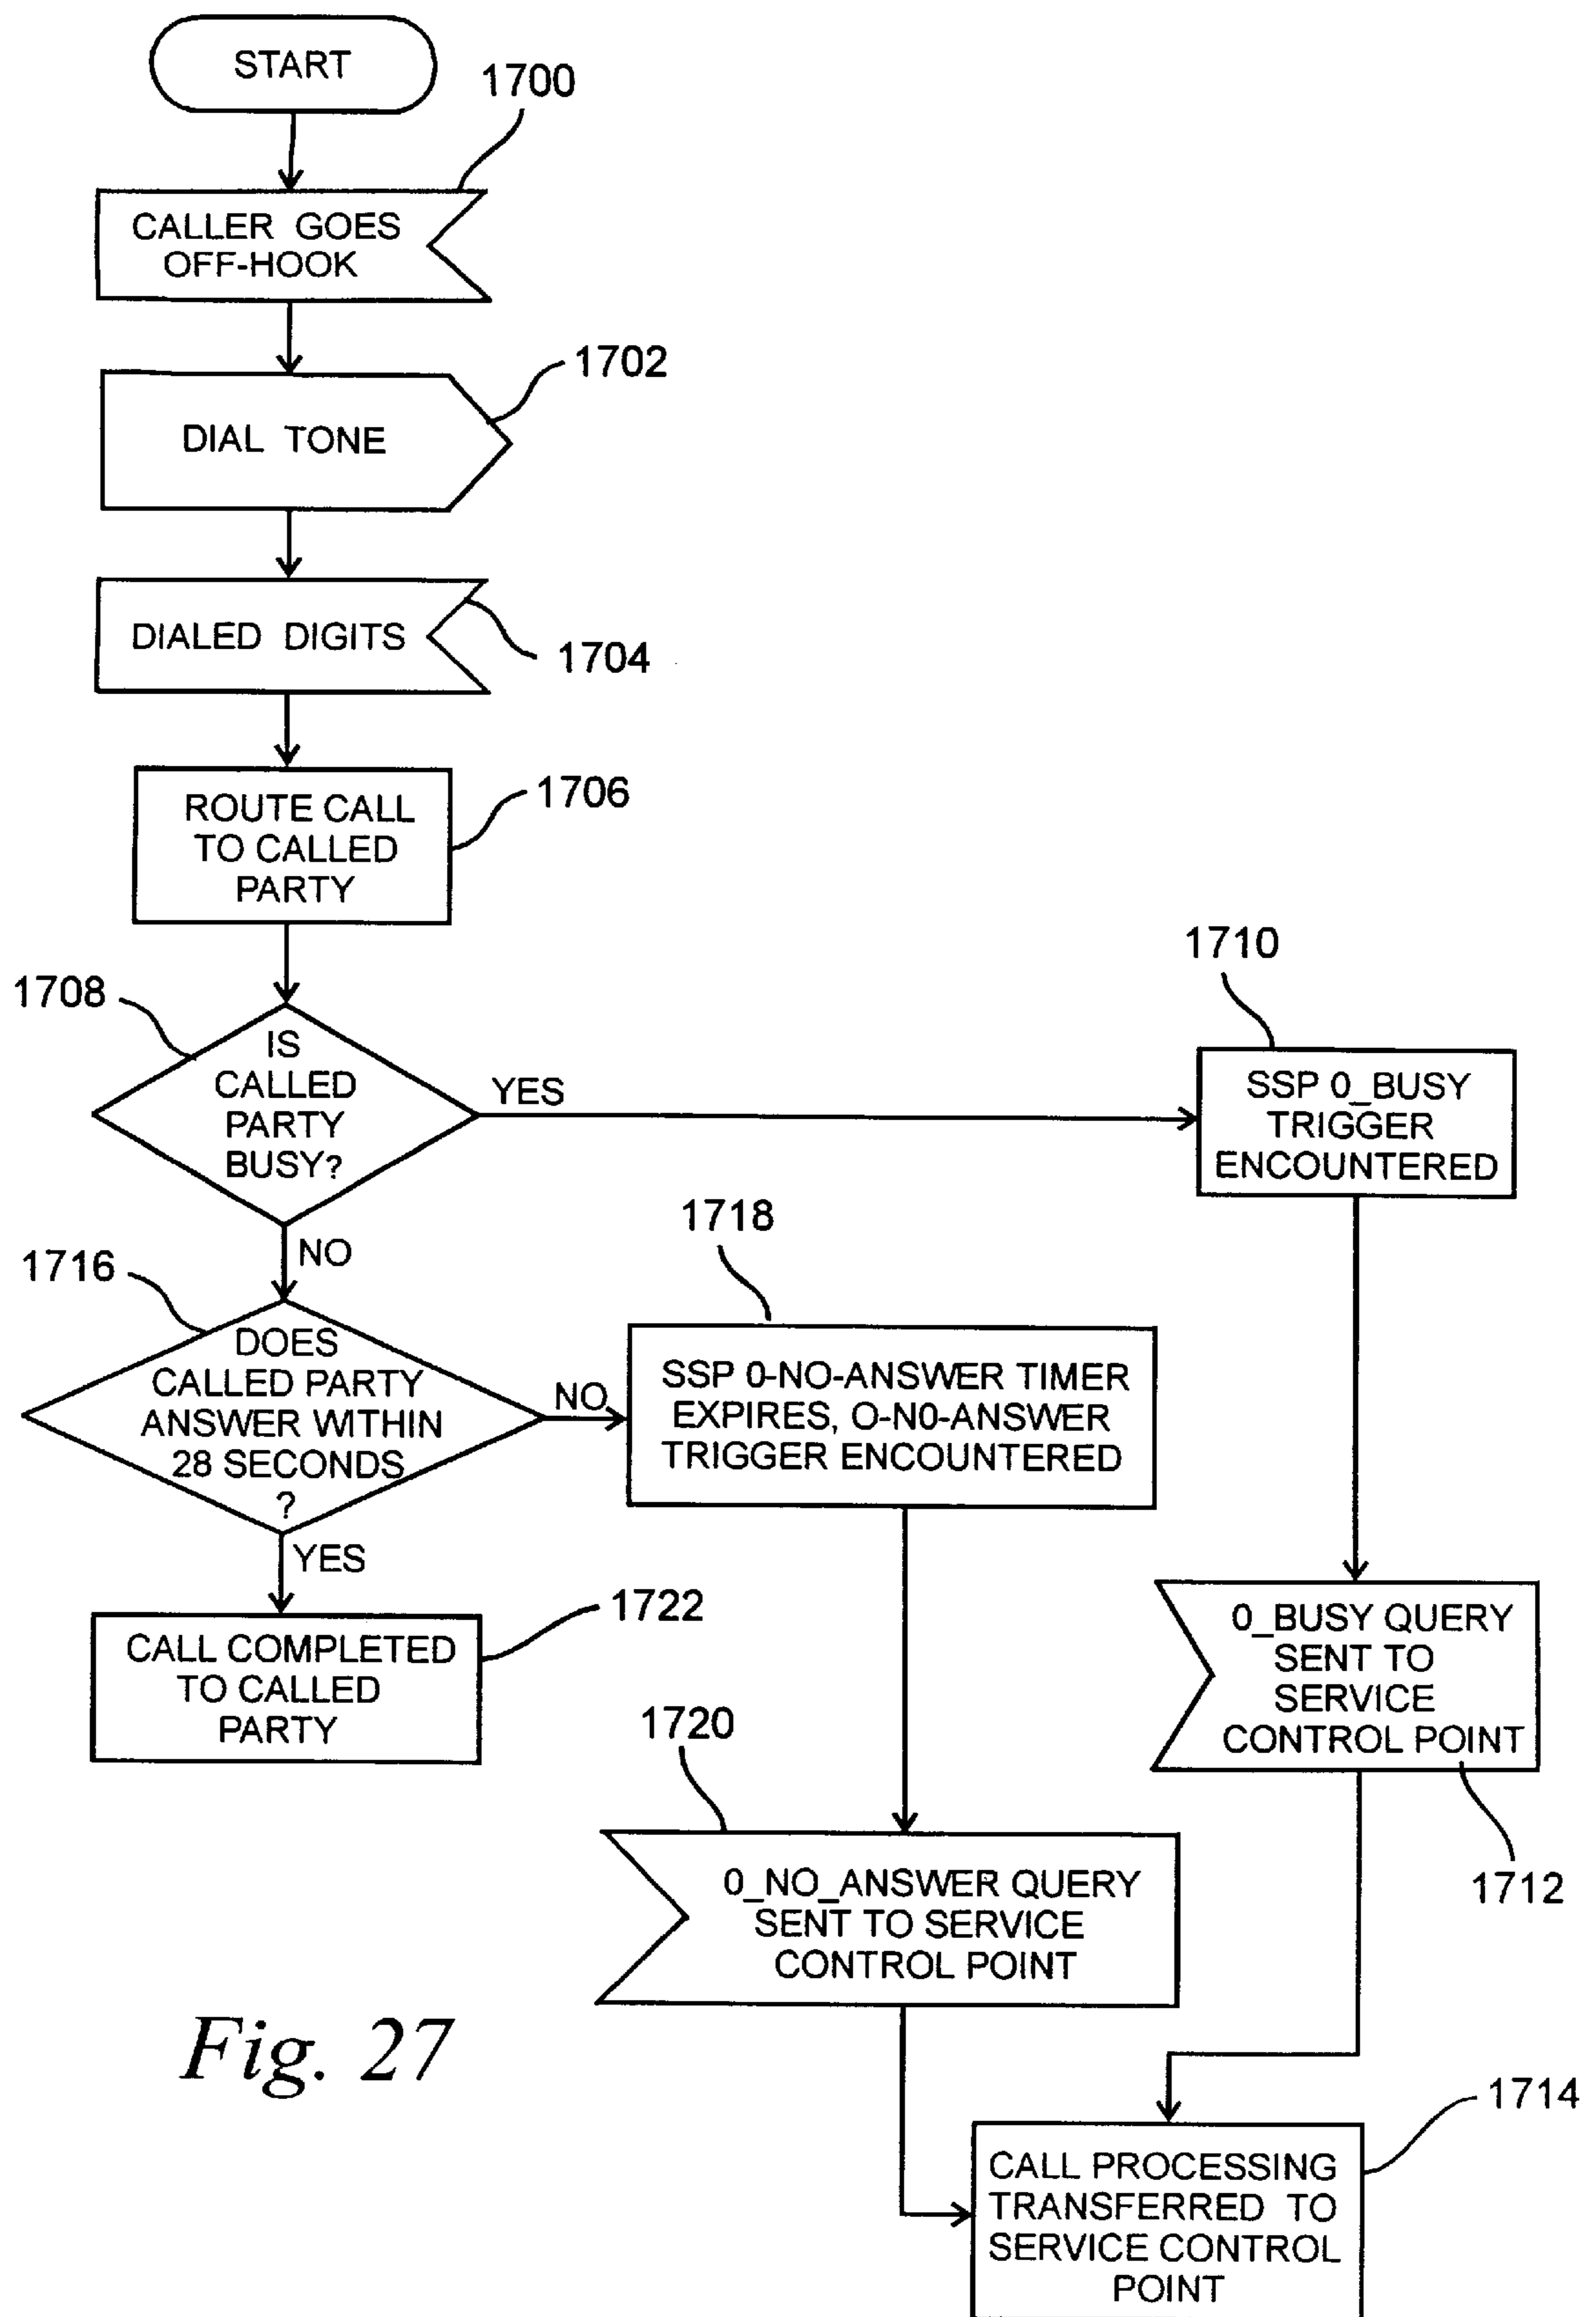 START
1700
CALLER GOES
OFF-HOOK
1702
DIAL TONE
DIALED DIGITS
1704
ROUTE CALL
TO CALLED
PARTY
1706
1708
IS
CALLED
PARTY
BUSY?
YES
1710
SSP 0_BUSY
TRIGGER
ENCOUNTERED
NO
1716
DOES
CALLED PARTY
ANSWER WITHIN
28 SECONDS
?
NO
1718
SSP 0-NO-ANSWER TIMER
EXPIRES, O-N0-ANSWER
TRIGGER ENCOUNTERED
YES
CALL COMPLETED
TO CALLED
PARTY
1722
0_BUSY QUERY
SENT TO
SERVICE
CONTROL POINT
1712
1720
0_NO_ANSWER QUERY
SENT TO SERVICE
CONTROL POINT
1714
CALL PROCESSING
TRANSFERRED TO
SERVICE CONTROL
POINT
Fig. 27